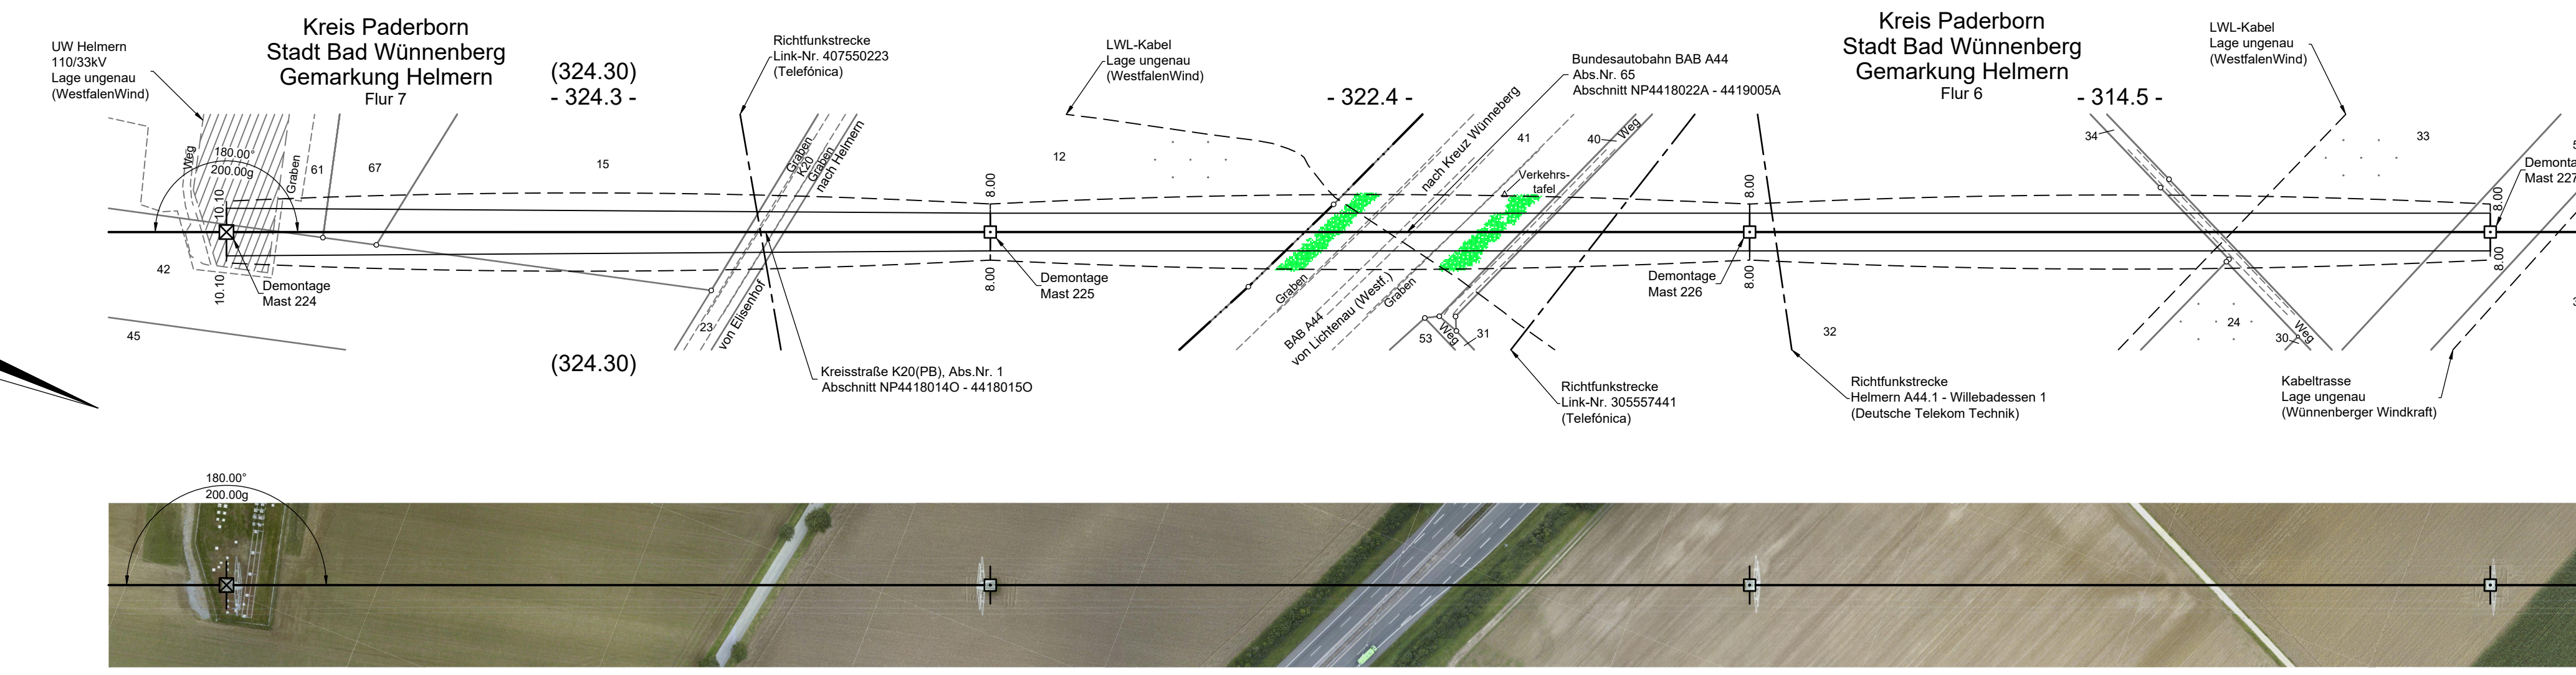 UW Helmern
110/33kV
Lage ungenau
(WestfalenWind)
Kreis Paderborn
Stadt Bad Wünnenberg
Gemarkung Helmern
Flur 7
(324.30)
- 324.3 -
Richtfunkstrecke
Link-Nr. 407550223
(Telefónica)
LWL-Kabel
Lage ungenau
(WestfalenWind)
- 322.4 -
Bundesautobahn BAB A44
Abs.Nr. 65
Abschnitt NP4418022A - 4419005A
Kreis Paderborn
Stadt Bad Wünnenberg
Gemarkung Helmern
Flur 6
- 314.5 -
LWL-Kabel
Lage ungenau
(WestfalenWind)
Weg
180.00°
200.00g
10.10
10.10
Graben
61
67
15
Graben
K20
Graben
nach Helmern
12
8.00
8.00
nach Kreuz Wünneberg
41
40
Weg
Verkehrs-
tafel
8.00
8.00
34
33
Demonta
Mast 227
8.00
8.00
42
45
Demontage
Mast 224
23
von Elisenhof
Demontage
Mast 225
Graben
BAB A44
von Lichtenau (Westf.)
Graben
53
Weg
31
Demontage
Mast 226
32
24
30
Weg
(324.30)
Kreisstraße K20(PB), Abs.Nr. 1
Abschnitt NP4418014O - 4418015O
Richtfunkstrecke
Link-Nr. 305557441
(Telefónica)
Richtfunkstrecke
Helmern A44.1 - Willebadessen 1
(Deutsche Telekom Technik)
Kabeltrasse
Lage ungenau
(Wünnenberger Windkraft)
180.00°
200.00g